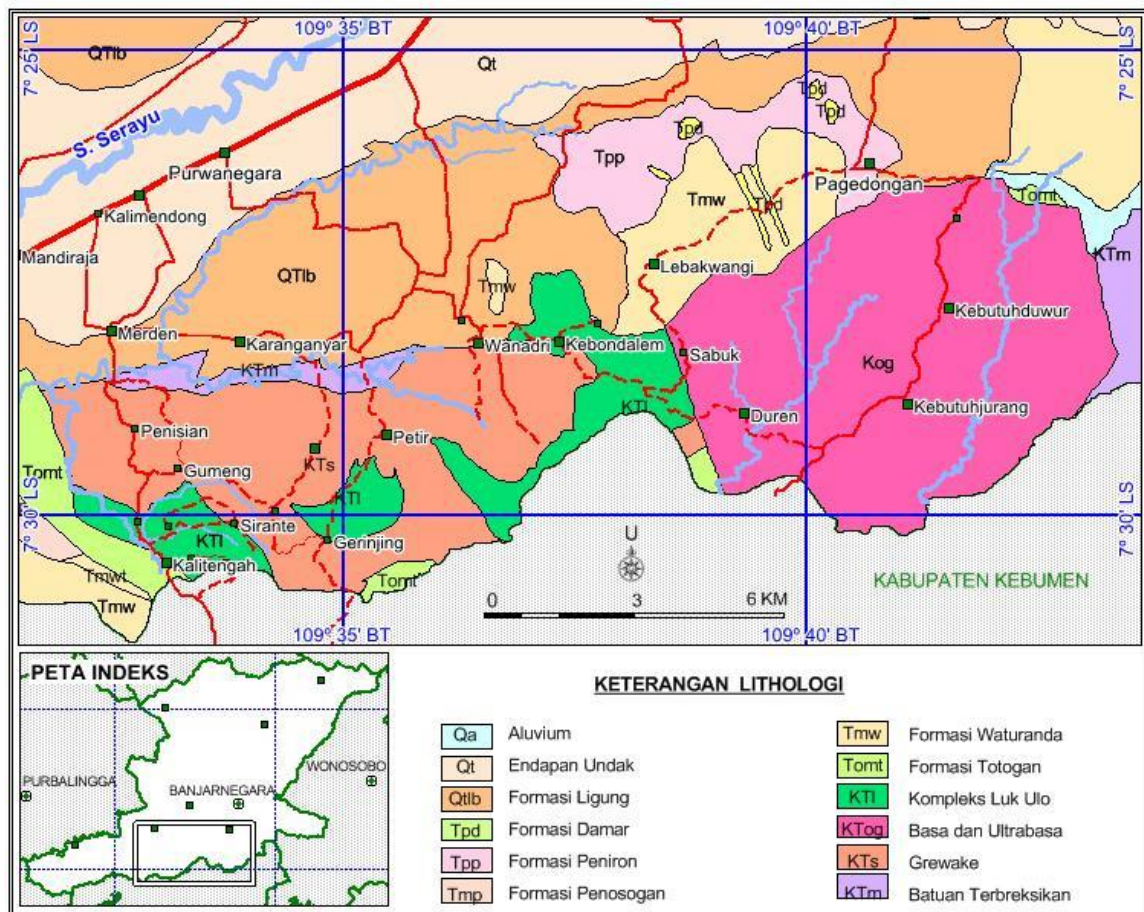 109° 35' BT
109° 40' BT
7° 25' LS
7° 25' LS
QTlb
Qt
S. Serayu
Tpd
Tpd
Tpd
Tpp
Purwanegara
Pagedongan
Tmw
Tpd
Tomt
Kalimendong
Mandiraja
KTm
Lebakwangi
QTlb
Tmw
Kebutuhduwur
Merden
Karanganyar
Wanadri
Kebondalem
Sabuk
Kog
KTm
KTl
Kebutuhjurang
Duren
Penisian
Petir
KTs
Tomt
Gumeng
KTl
7° 30' LS
7° 30' LS
Sirante
KTl
Gerinjing
Kalitengah
U
Tmwt
Tomt
KABUPATEN KEBUMEN
Tmw
0 3 6 KM
109° 35' BT
109° 40' BT
PETA INDEKS
PURBALINGGA
BANJARNEGARA
WONOSOBO
KETERANGAN LITHOLOGI
Qa Aluvium
Qt Endapan Undak
Qtlb Formasi Ligung
Tpd Formasi Damar
Tpp Formasi Peniron
Tmp Formasi Penosogan
Tmw Formasi Waturanda
Tomt Formasi Totogan
KTl Kompleks Luk Ulo
KTog Basa dan Ultrabasa
KTs Grewake
KTm Batuan Terbreksikan